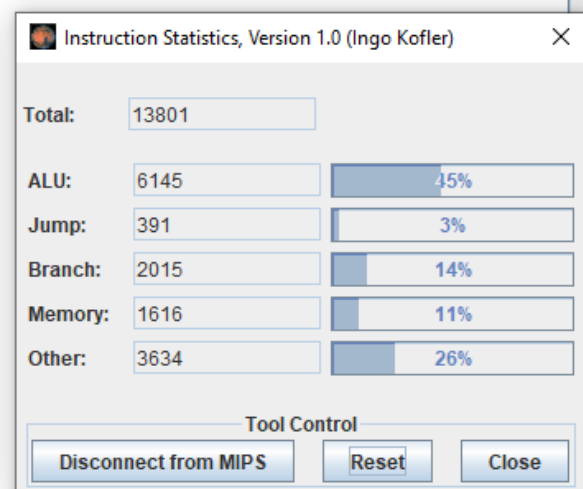 Instruction Statistics, Version 1.0 (Ingo Kofler)
Total: 13801
ALU: 6145 45%
Jump: 391 3%
Branch: 2015 14%
Memory: 1616 11%
Other: 3634 26%
Tool Control
Disconnect from MIPS Reset Close